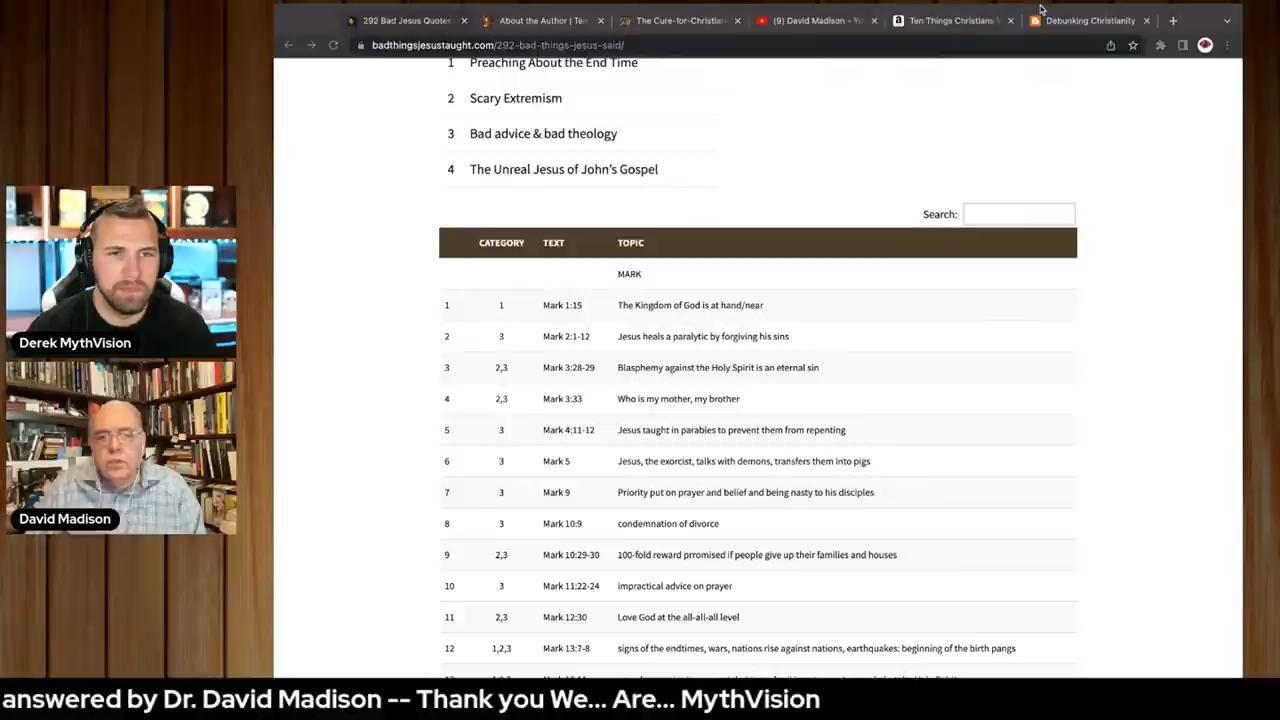 292 Bad Jesus Quotes
About the Author | Ten
The Cure-for-Christian
(9) David Madison - Yo
Ten Things Christians
Debunking Christianity
badthingsjesustaught.com/292-bad-things-jesus-said/
1 Preaching About the End Time
2 Scary Extremism
3 Bad advice & bad theology
4 The Unreal Jesus of John's Gospel
Search:
CATEGORY TEXT TOPIC
MARK
1 1 Mark 1:15 The Kingdom of God is at hand/near
2 3 Mark 2:1-12 Jesus heals a paralytic by forgiving his sins
3 2,3 Mark 3:28-29 Blasphemy against the Holy Spirit is an eternal sin
4 2,3 Mark 3:33 Who is my mother, my brother
5 3 Mark 4:11-12 Jesus taught in parables to prevent them from repenting
6 3 Mark 5 Jesus, the exorcist, talks with demons, transfers them into pigs
7 3 Mark 9 Priority put on prayer and belief and being nasty to his disciples
8 3 Mark 10:9 condemnation of divorce
9 2,3 Mark 10:29-30 100-fold reward prromised if people give up their families and houses
10 3 Mark 11:22-24 impractical advice on prayer
11 2,3 Mark 12:30 Love God at the all-all-all level
12 1,2,3 Mark 13:7-8 signs of the endtimes, wars, nations rise against nations, earthquakes: beginning of the birth pangs
Derek MythVision
David Madison
answered by Dr. David Madison -- Thank you We... Are... MythVision